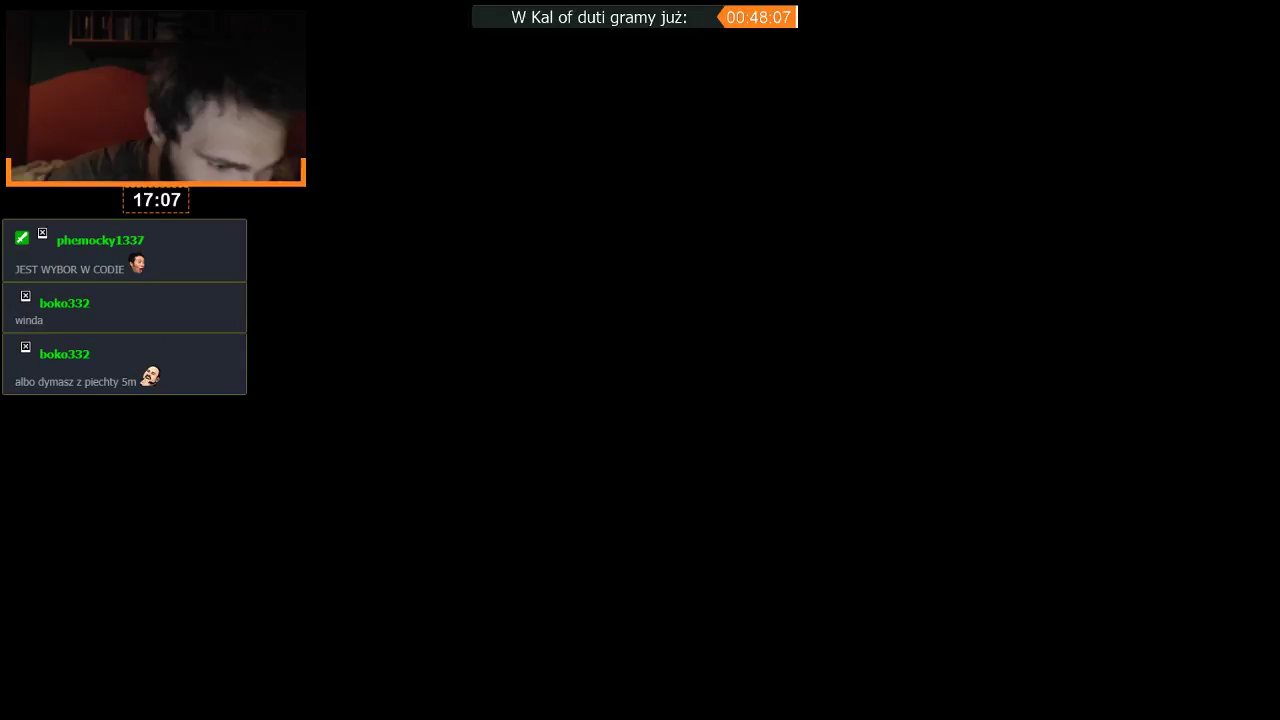 W Kal of duti gramy już: 00:48:07
17:07
phemocky1337
JEST WYBOR W CODIE
boko332
winda
boko332
albo dymasz z piechty 5m